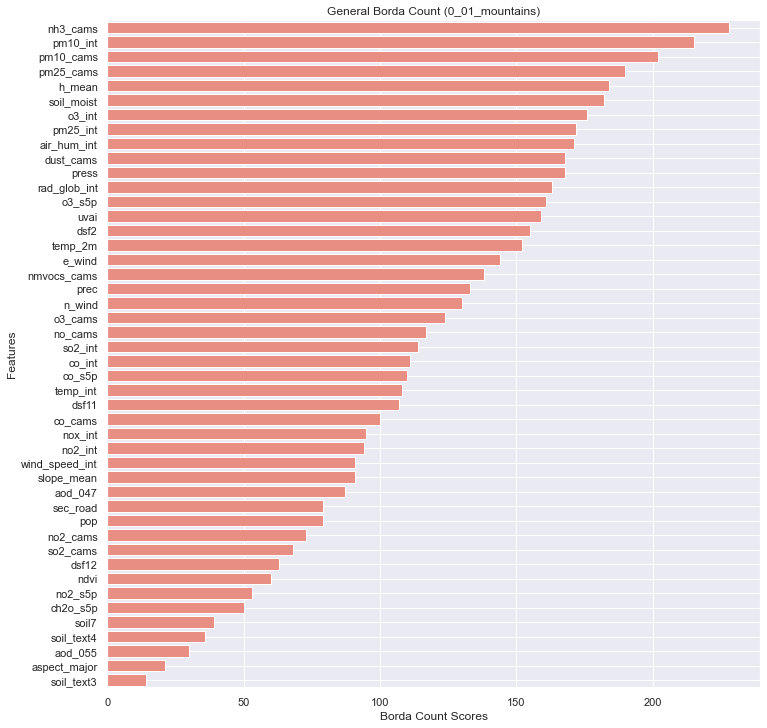 General Borda Count (0_01_mountains)
nh3_cams
pm10_int
pm10_cams
pm25_cams
h_mean
soil_moist
o3_int
pm25_int
air_hum_int
dust_cams
press
rad_glob_int
o3_s5p
uvai
dsf2
temp_2m
e_wind
nmvocs_cams
prec
n_wind
o3_cams
no_cams
so2_int
co_int
co_s5p
temp_int
dsf11
co_cams
nox_int
no2_int
wind_speed_int
slope_mean
aod_047
sec_road
pop
no2_cams
so2_cams
dsf12
ndvi
no2_s5p
ch2o_s5p
soil7
soil_text4
aod_055
aspect_major
soil_text3
Features
0 50 100 150 200
Borda Count Scores